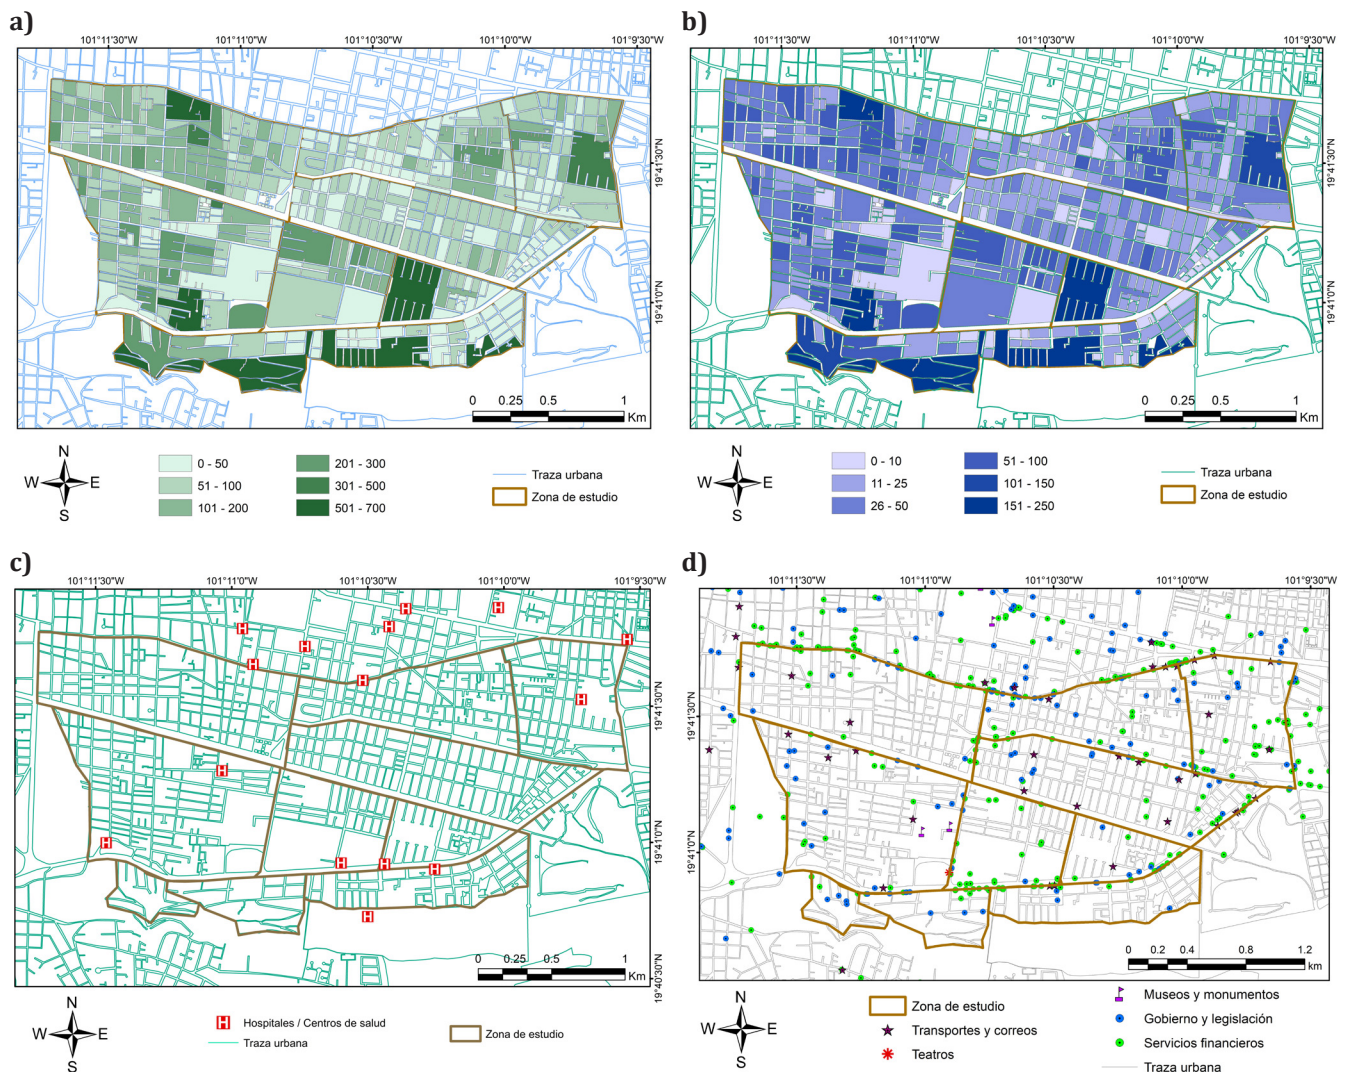 a)
101°11'30"W 101°11'0"W 101°10'30"W 101°10'0"W 101°9'30"W
19°41'30"N
19°41'0"N
0 0.25 0.5 1
Km
N
W E
S
0 - 50
51 - 100
101 - 200
201 - 300
301 - 500
501 - 700
Traza urbana
Zona de estudio
b)
101°11'30"W 101°11'0"W 101°10'30"W 101°10'0"W 101°9'30"W
19°41'30"N
19°41'0"N
0 0.25 0.5 1
Km
N
W E
S
0 - 10
11 - 25
26 - 50
51 - 100
101 - 150
151 - 250
Traza urbana
Zona de estudio
c)
101°11'30"W 101°11'0"W 101°10'30"W 101°10'0"W 101°9'30"W
19°41'30"N
19°41'0"N
19°40'30"N
H H H H H H H H H H H H H H H H
0 0.25 0.5 1
Km
N
W E
S
H Hospitales / Centros de salud
Traza urbana
Zona de estudio
d)
101°11'30"W 101°11'0"W 101°10'30"W 101°10'0"W 101°9'30"W
19°41'30"N
19°41'0"N
0 0.2 0.4 0.8 1.2
km
N
W E
S
Zona de estudio
Transportes y correos
Teatros
Museos y monumentos
Gobierno y legislación
Servicios financieros
Traza urbana